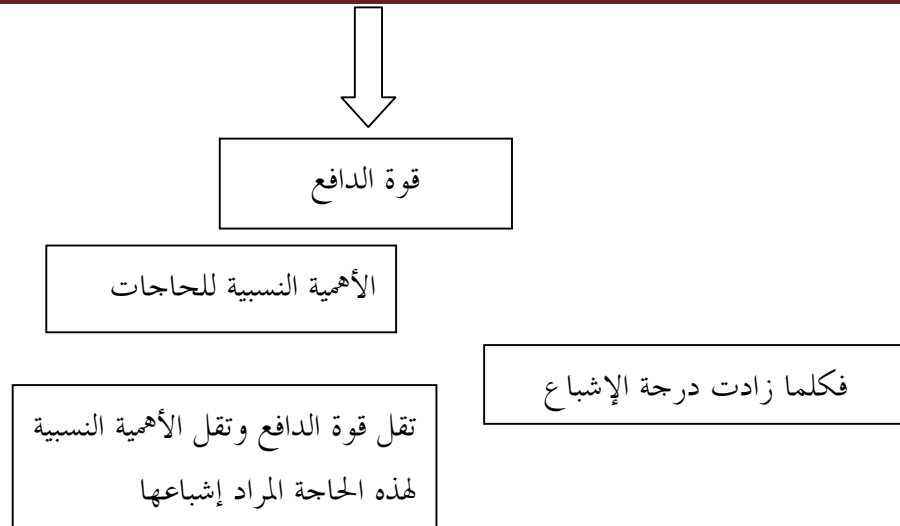 قوة الدافع
الأهمية النسبية للحاجات
فكلما زادت درجة الإشباع
تقل قوة الدافع وتقل الأهمية النسبية
لهذه الحاجة المراد إشباعها